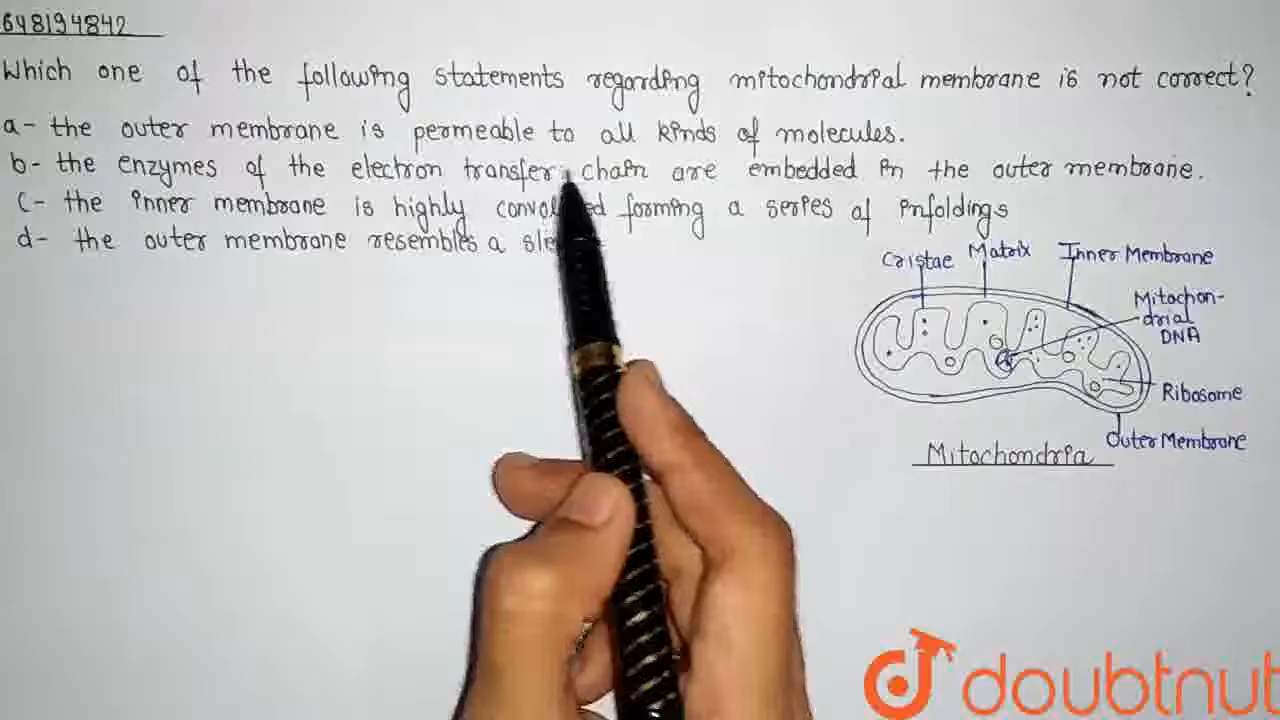 648194842
Which one of the following statements regarding mitochondrial membrane is not correct?
a- the outer membrane is permeable to all kinds of molecules.
b- the enzymes of the electron transfer chain are embedded in the outer membrane.
c- the inner membrane is highly forming a series of infoldings
d- the outer membrane resembles a
Cristae Matrix Inner Membrane
Mitochon-
drial
DNA
Ribosome
Outer Membrane
Mitochondria
doubtnut